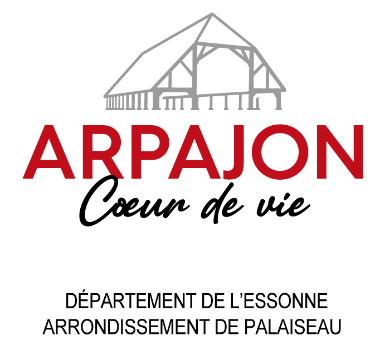 ARPAJON
Cœur de vie
DÉPARTEMENT DE L'ESSONNE
ARRONDISSEMENT DE PALAISEAU